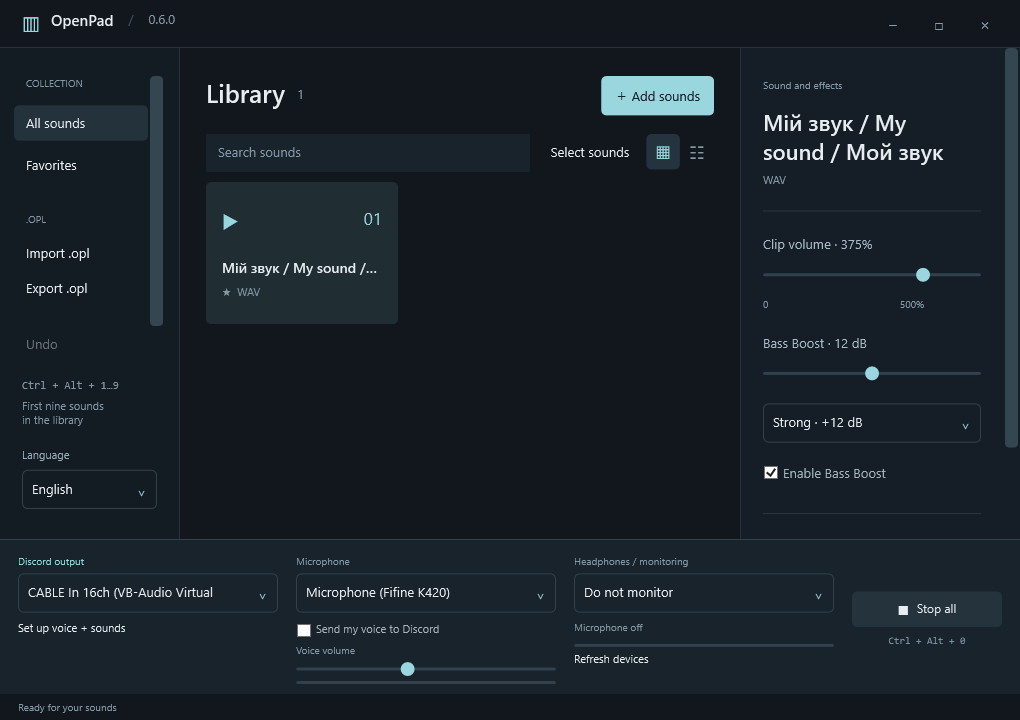 OpenPad / 0.6.0
COLLECTION
All sounds
Favorites
.OPL
Import .opl
Export .opl
Undo
Ctrl + Alt + 1…9
First nine sounds
in the library
Language
English
Library 1
+ Add sounds
Search sounds
Select sounds
01
Мій звук / My sound /...
★ WAV
Sound and effects
Мій звук / My
sound / Мой звук
WAV
Clip volume · 375%
0 500%
Bass Boost · 12 dB
Strong · +12 dB
Enable Bass Boost
Discord output
CABLE In 16ch (VB-Audio Virtual
Set up voice + sounds
Microphone
Microphone (Fifine K420)
Send my voice to Discord
Voice volume
Headphones / monitoring
Do not monitor
Microphone off
Refresh devices
Stop all
Ctrl + Alt + 0
Ready for your sounds